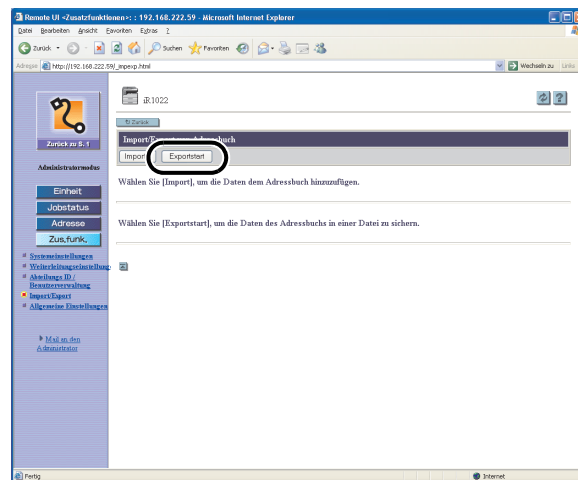 Remote UI <Zusatzfunktionen>: : 192.168.222.59 - Microsoft Internet Explorer
Datei Bearbeiten Ansicht Favoriten Extras ?
Zurück Suchen Favoriten
Adresse http://192.168.222.59/_impexp.html Wechseln zu Links
iR1022
Zurück
Zurück zu S. 1
Import/Export Adressbuch
Import Exportstart
Administratormodus
Wählen Sie [Import], um die Daten dem Adressbuch hinzuzufügen.
Einheit
Jobstatus
Adresse
Wählen Sie [Exportstart], um die Daten des Adressbuchs in einer Datei zu sichern.
Zus,funk,
Systemeinstellungen
Weiterleitungseinstellung
Abteilungs ID /
Benutzerverwaltung
Import/Export
Allgemeine Einstellungen
Mail an den
Administrator
Fertig Internet